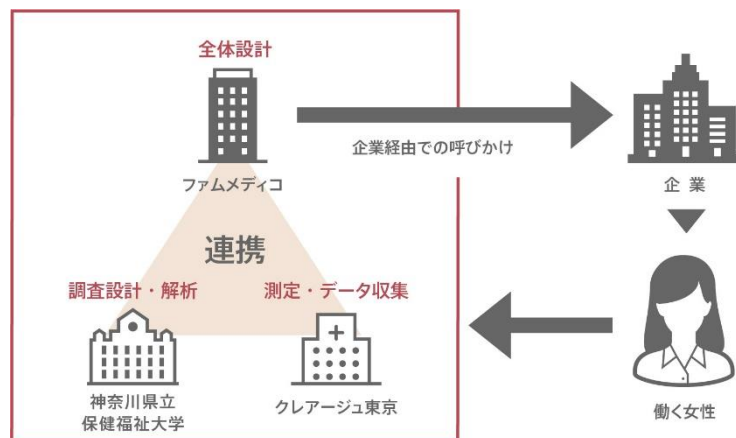 全体設計
ファムメディコ
企業経由での呼びかけ
企業
連携
調査設計・解析
測定・データ収集
神奈川県立
保健福祉大学
クレアージュ東京
働く女性